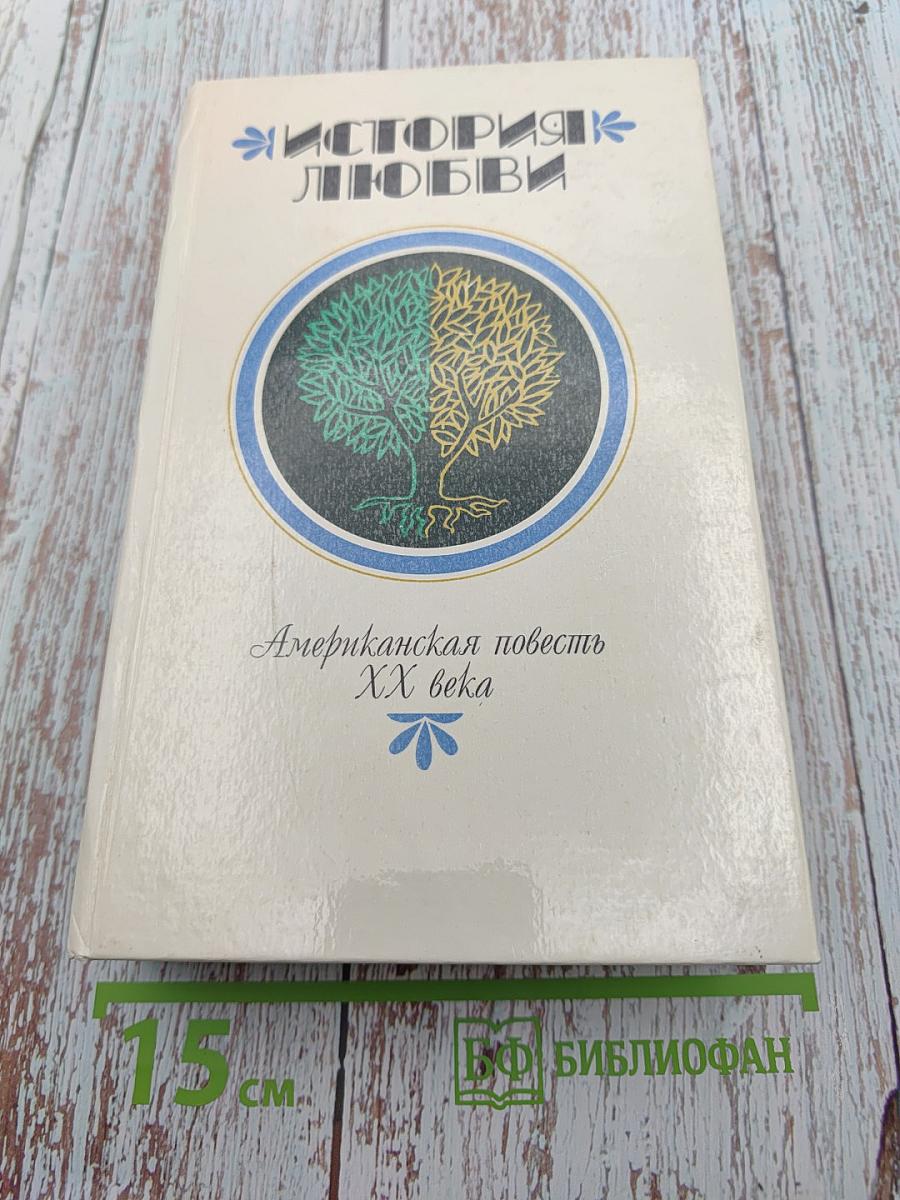 ИСТОРИЯ
ЛЮБВИ
Американская повесть
XX века
15 см
БФ БИБЛИОФАН